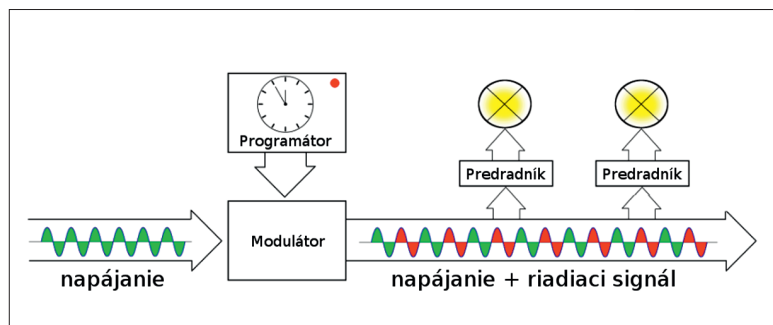 Programátor
Predradník
Predradník
Modulátor
napájanie
napájanie + riadiaci signál